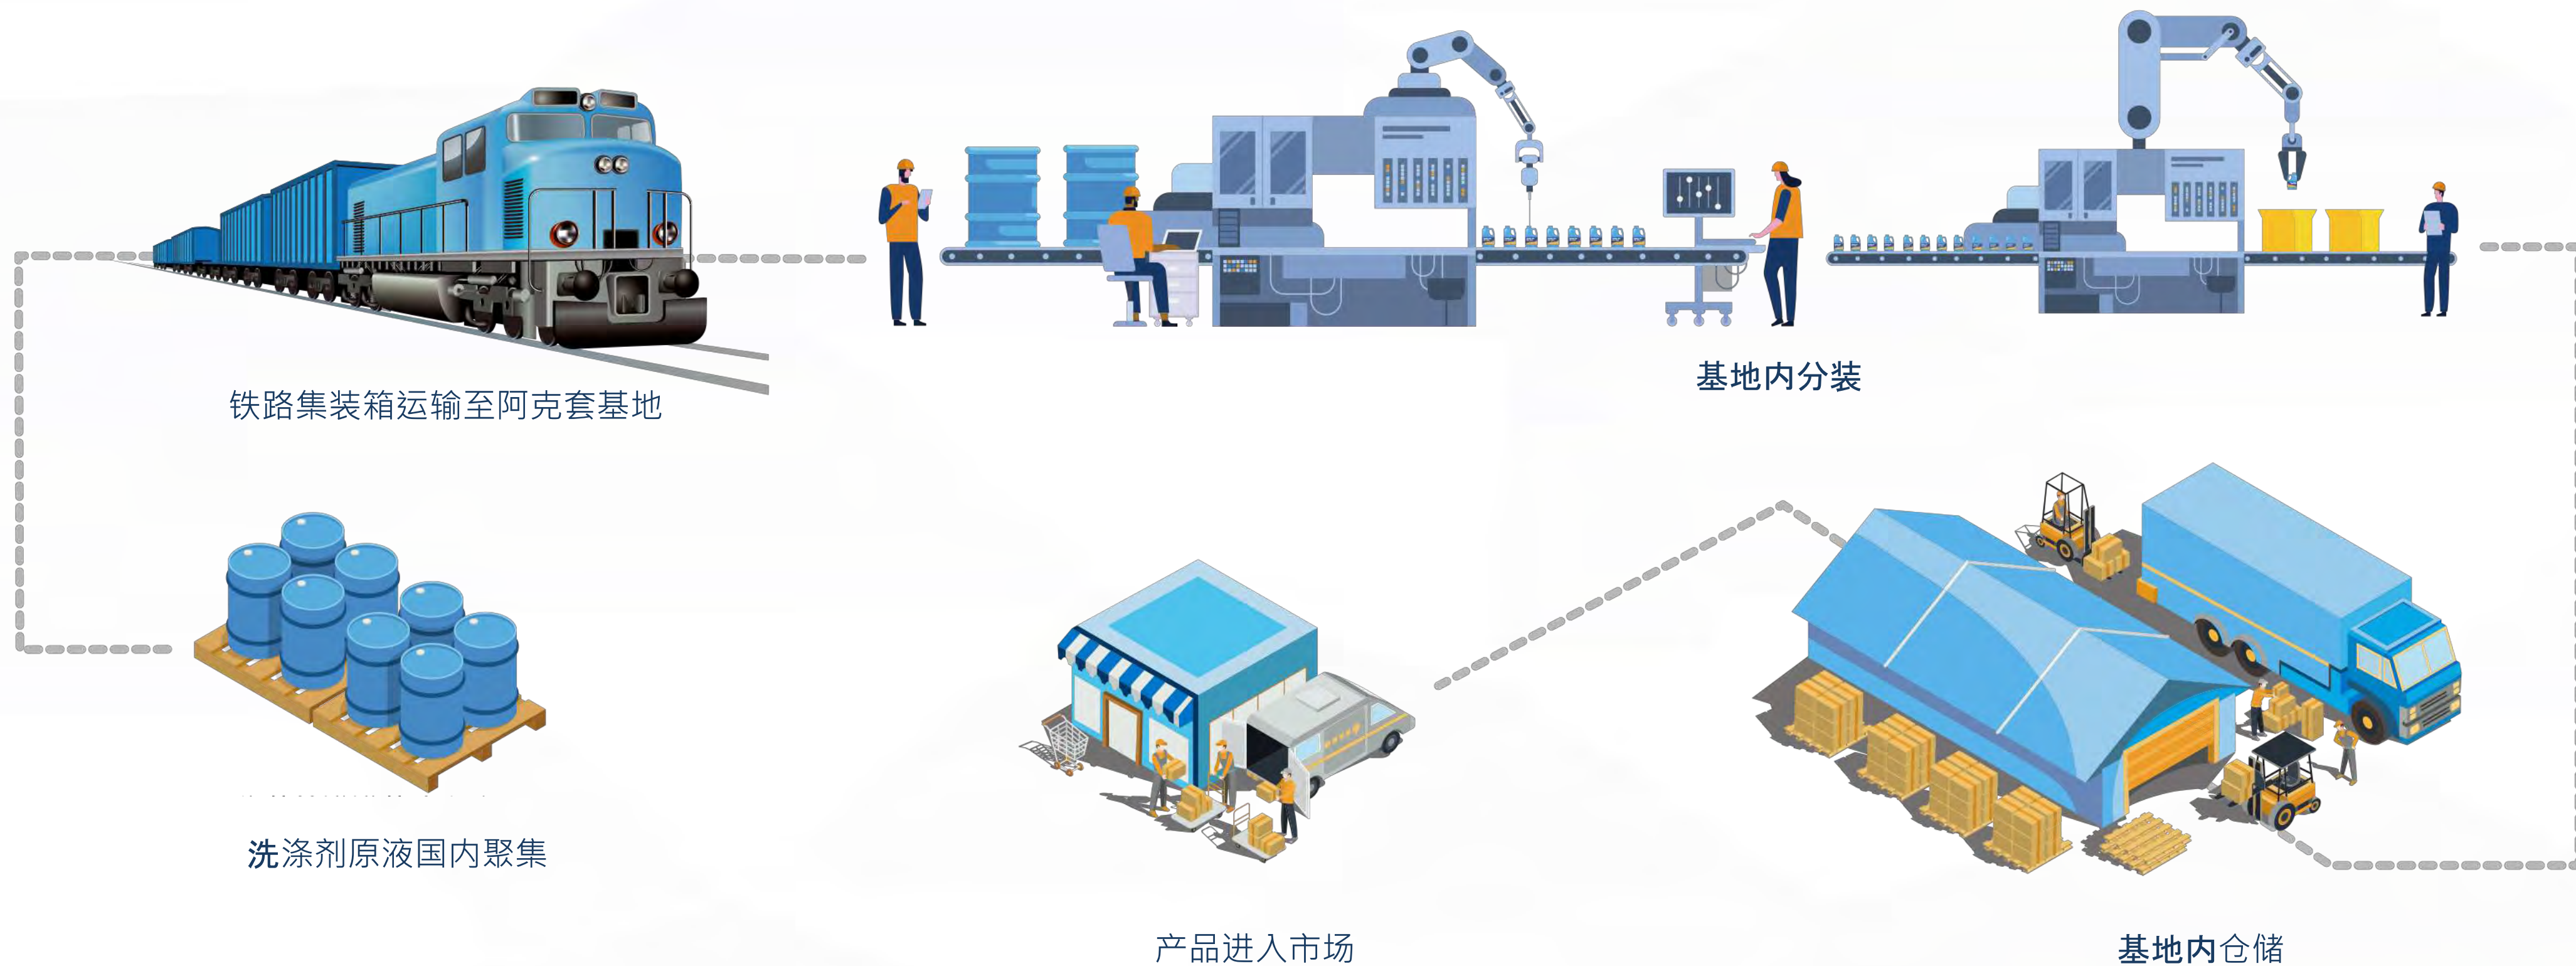 铁路集装箱运输至阿克套基地
基地内分装
洗涤剂原液国内聚集
产品进入市场
基地内仓储